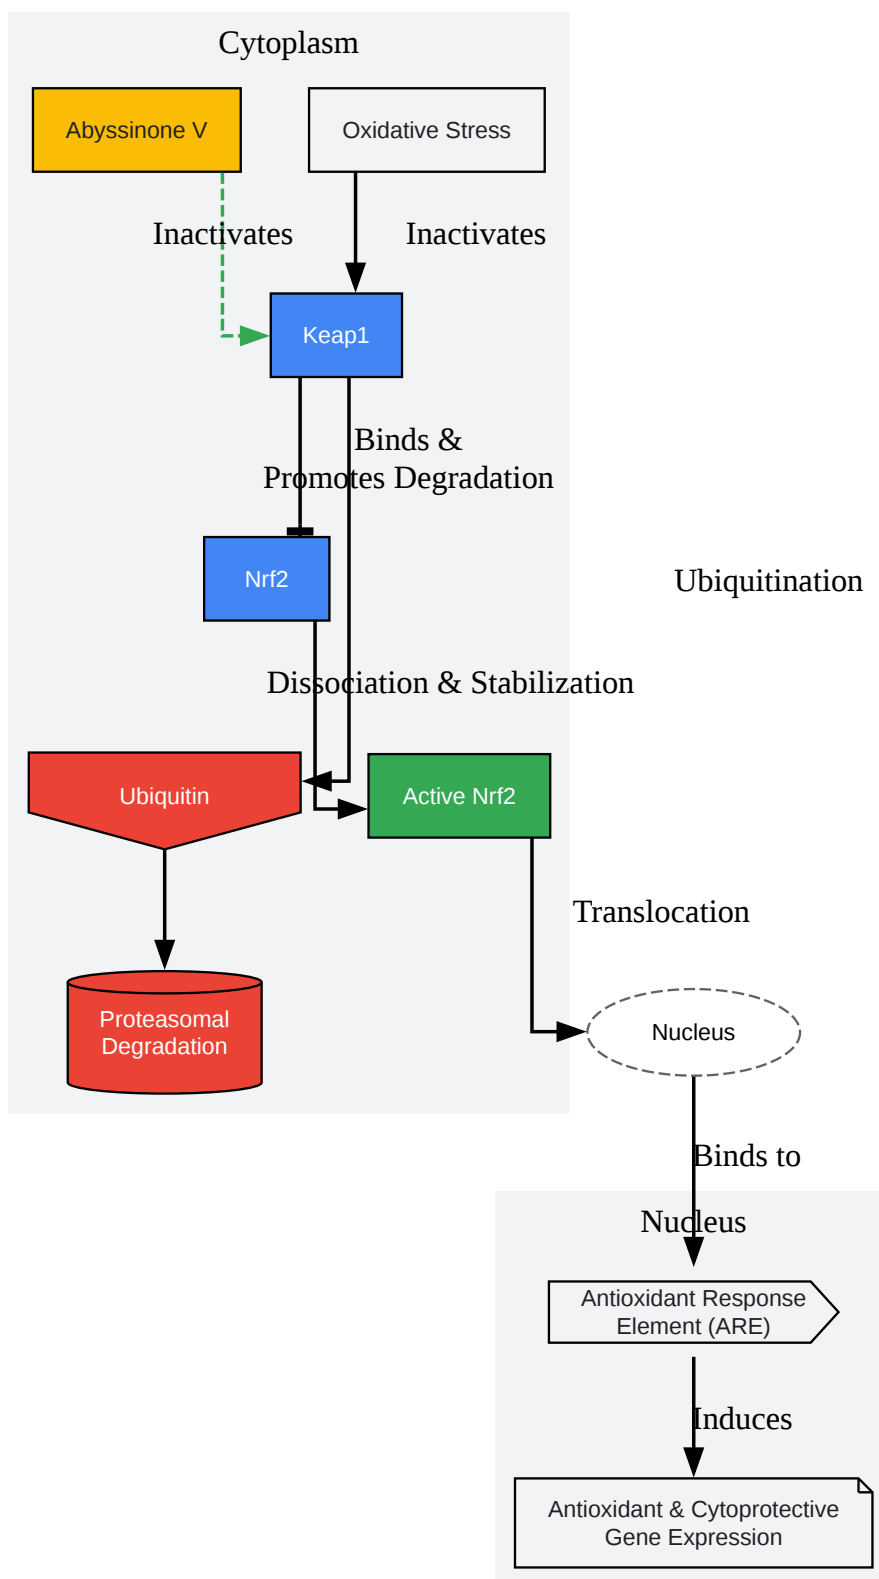 Cytoplasm
Abyssinone V
Oxidative Stress
Inactivates
Inactivates
Keap1
Binds &
Promotes Degradation
Nrf2
Ubiquitination
Dissociation & Stabilization
Ubiquitin
Active Nrf2
Translocation
Proteasomal
Degradation
Nucleus
Binds to
Nucleus
Antioxidant Response
Element (ARE)
Induces
Antioxidant & Cytoprotective
Gene Expression